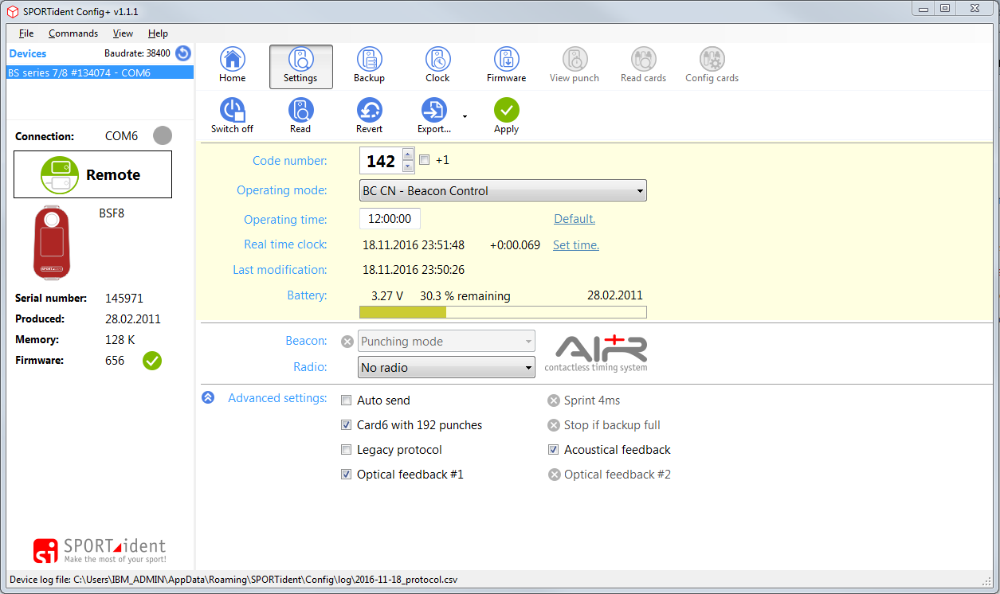 SPORTident Config+ v1.1.1
File Commands View Help
Devices Baudrate: 38400
BS series 7/8 #134074 - COM6
Connection: COM6
Remote
BSF8
SPORTident
Serial number: 145971
Produced: 28.02.2011
Memory: 128 K
Firmware: 656
SPORTident
Make the most of your sport!
Home Settings Backup Clock Firmware View punch Read cards Config cards
Switch off Read Revert Export... Apply
Code number: 142 +1
Operating mode: BC CN - Beacon Control
Operating time: 12:00:00 Default.
Real time clock: 18.11.2016 23:51:48 +0:00.069 Set time.
Last modification: 18.11.2016 23:50:26
Battery: 3.27 V 30.3 % remaining 28.02.2011
Beacon: Punching mode
AIR+
contactless timing system
Radio: No radio
Advanced settings: Auto send Sprint 4ms
Card6 with 192 punches Stop if backup full
Legacy protocol Acoustical feedback
Optical feedback #1 Optical feedback #2
Device log file: C:\Users\IBM_ADMIN\AppData\Roaming\SPORTident\Config\log\2016-11-18_protocol.csv